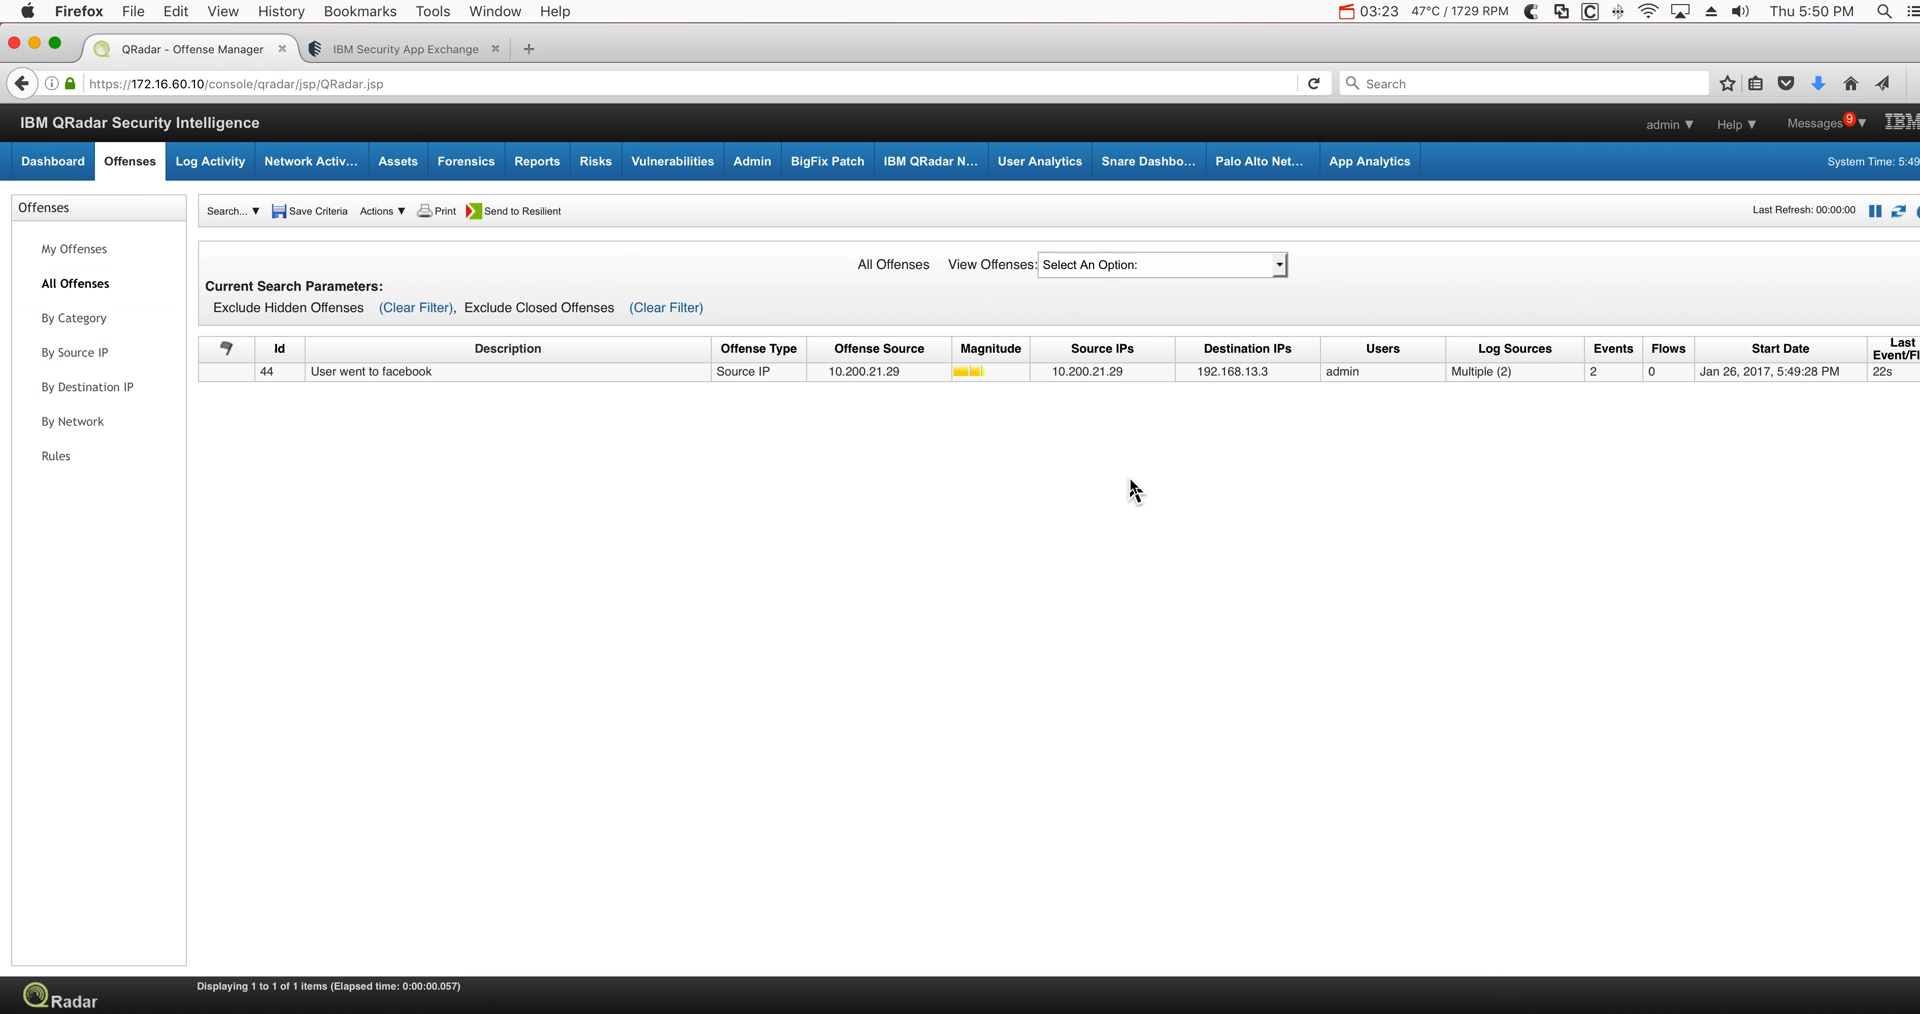 Firefox File Edit View History Bookmarks Tools Window Help 03:23 47°C / 1729 RPM Thu 5:50 PM
QRadar - Offense Manager IBM Security App Exchange
https://172.16.60.10/console/qradar/jsp/QRadar.jsp Search
IBM QRadar Security Intelligence admin ▼ Help ▼ Messages 9 ▼ IBM
Dashboard Offenses Log Activity Network Activ... Assets Forensics Reports Risks Vulnerabilities Admin BigFix Patch IBM QRadar N... User Analytics Snare Dashbo... Palo Alto Net... App Analytics System Time: 5:49
Offenses
My Offenses
All Offenses
By Category
By Source IP
By Destination IP
By Network
Rules
Search... ▼ Save Criteria Actions ▼ Print Send to Resilient Last Refresh: 00:00:00
All Offenses View Offenses: Select An Option:
Current Search Parameters:
Exclude Hidden Offenses (Clear Filter), Exclude Closed Offenses (Clear Filter)
Id Description Offense Type Offense Source Magnitude Source IPs Destination IPs Users Log Sources Events Flows Start Date Last
Event/Fl
44 User went to facebook Source IP 10.200.21.29 10.200.21.29 192.168.13.3 admin Multiple (2) 2 0 Jan 26, 2017, 5:49:28 PM 22s
QRadar
Displaying 1 to 1 of 1 items (Elapsed time: 0:00:00.057)